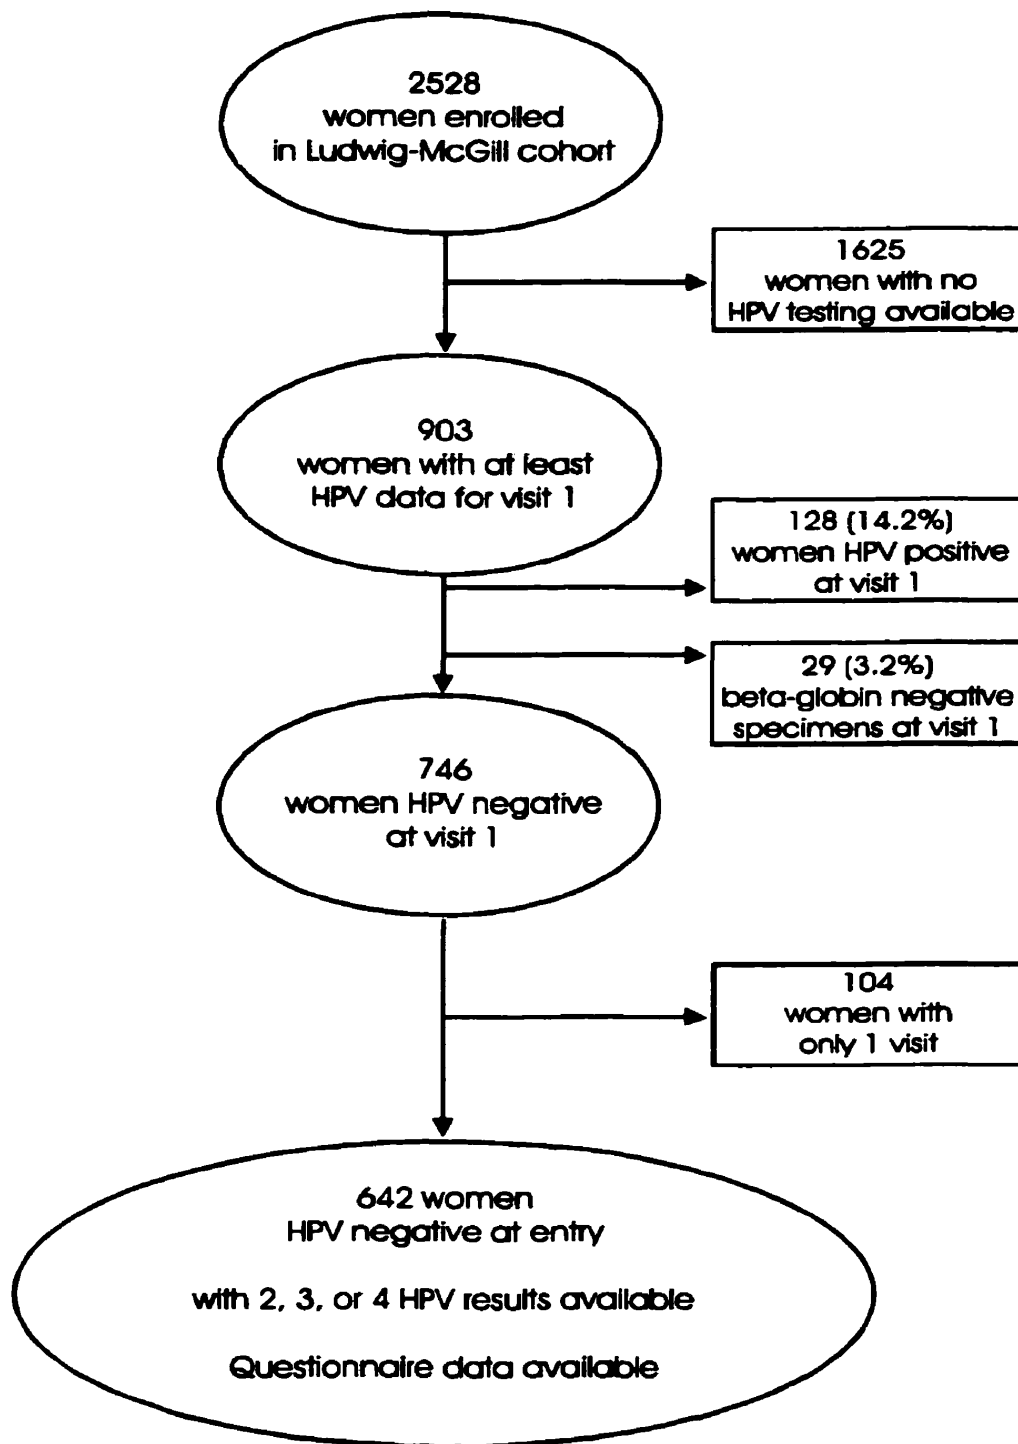 2528
women enrolled
in Ludwig-McGill cohort
1625
women with no
HPV testing available
903
women with at least
HPV data for visit 1
128 (14.2%)
women HPV positive
at visit 1
29 (3.2%)
beta-globin negative
specimens at visit 1
746
women HPV negative
at visit 1
104
women with
only 1 visit
642 women
HPV negative at entry
with 2, 3, or 4 HPV results available
Questionnaire data available